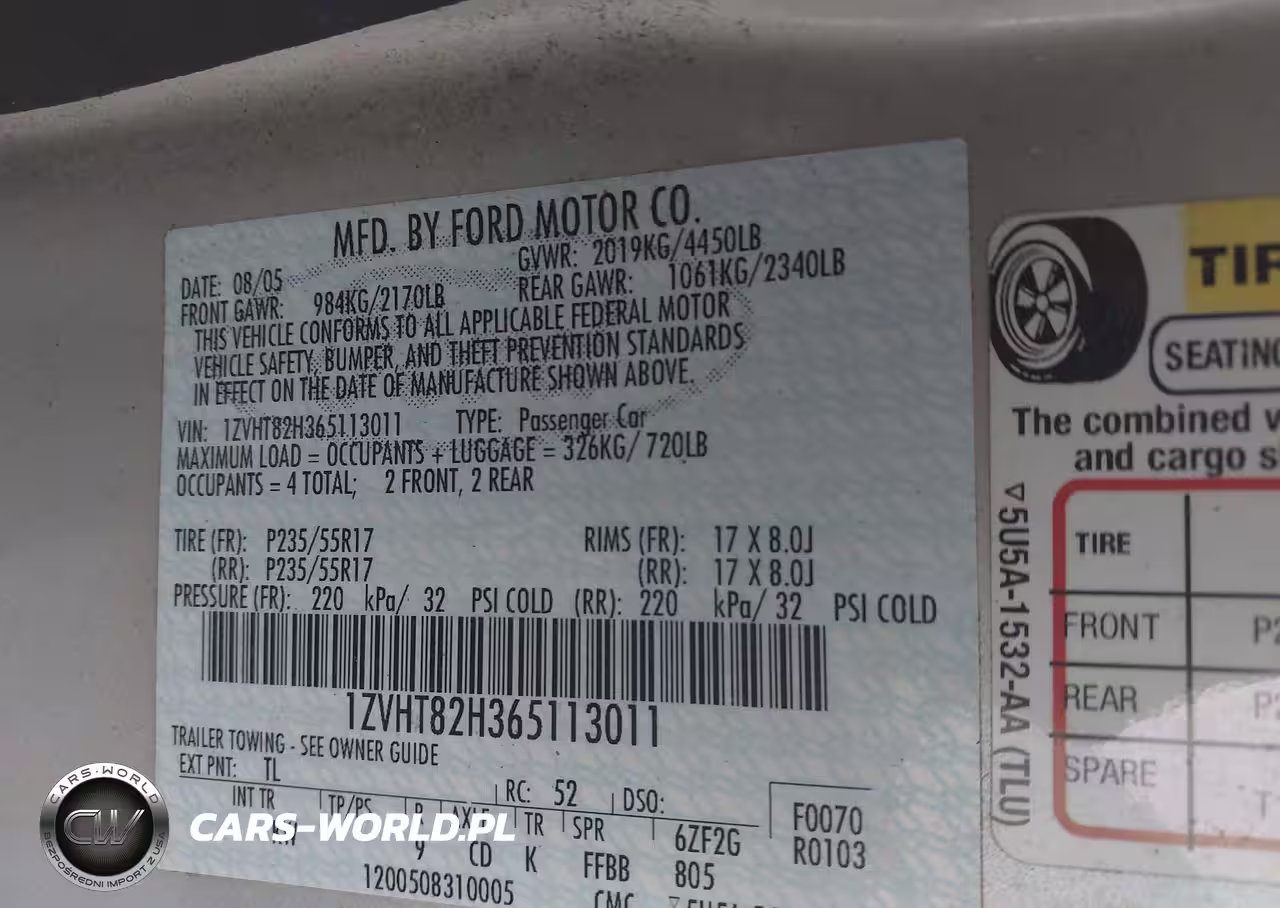 MFD. BY FORD MOTOR CO.
DATE: 08/05 GVWR: 2019KG/4450LB
FRONT GAWR: 984KG/2170LB REAR GAWR: 1061KG/2340LB
THIS VEHICLE CONFORMS TO ALL APPLICABLE FEDERAL MOTOR
VEHICLE SAFETY, BUMPER, AND THEFT PREVENTION STANDARDS
IN EFFECT ON THE DATE OF MANUFACTURE SHOWN ABOVE.
VIN: 1ZVHT82H365113011 TYPE: Passenger Car
MAXIMUM LOAD = OCCUPANTS + LUGGAGE = 326KG/ 720LB
OCCUPANTS = 4 TOTAL; 2 FRONT, 2 REAR
TIRE (FR): P235/55R17 RIMS (FR): 17 X 8.0J
(RR): P235/55R17 (RR): 17 X 8.0J
PRESSURE (FR): 220 kPa/ 32 PSI COLD (RR): 220 kPa/ 32 PSI COLD
1ZVHT82H365113011
TRAILER TOWING - SEE OWNER GUIDE
EXT PNT: TL RC: 52 DSO: F0070
INT TR TP/PS R AXLE TR SPR 6ZF2G R0103
9 CD K FFBB 805
1200508310005
TIR
SEATING
The combined
and cargo
TIRE
FRONT
REAR
SPARE
▽5U5A-1532-AA (TLU)
CARS-WORLD
CW
BEZPOŚREDNI IMPORT Z USA
CARS-WORLD.PL